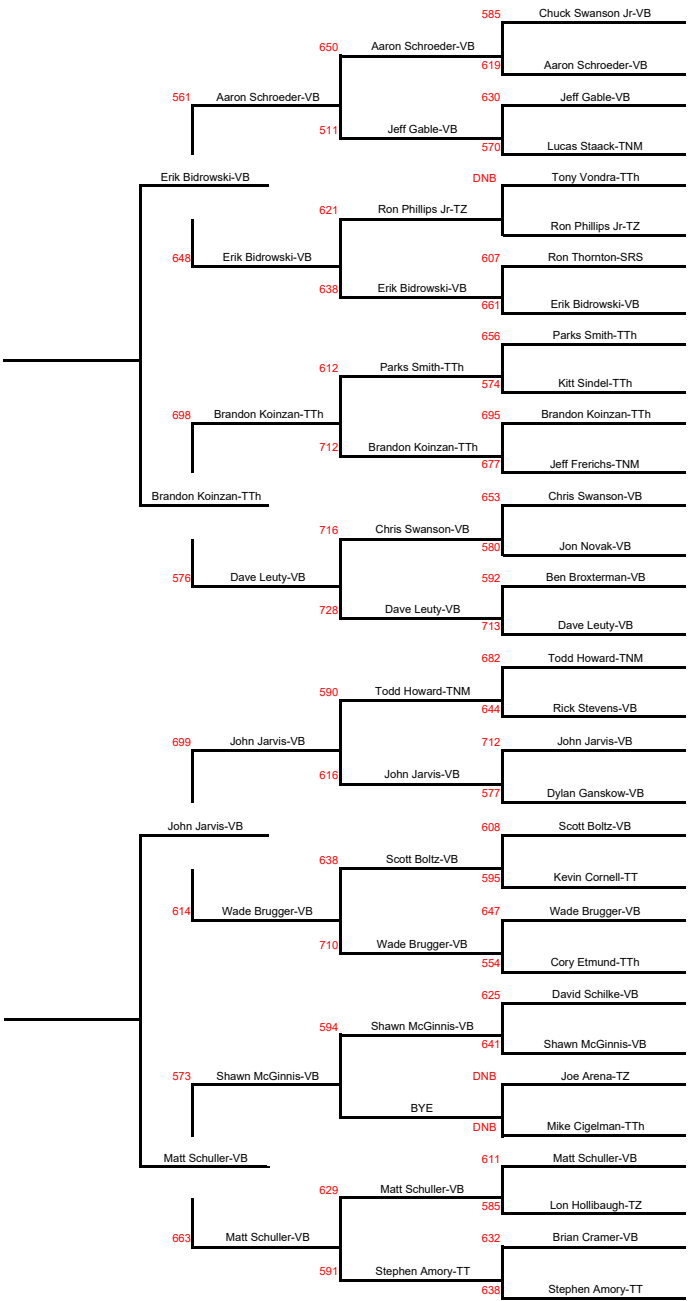 585 Chuck Swanson Jr-VB
650 Aaron Schroeder-VB
619 Aaron Schroeder-VB
561 Aaron Schroeder-VB 630 Jeff Gable-VB
511 Jeff Gable-VB
570 Lucas Staack-TNM
Erik Bidrowski-VB DNB Tony Vondra-TTh
621 Ron Phillips Jr-TZ
Ron Phillips Jr-TZ
648 Erik Bidrowski-VB 607 Ron Thornton-SRS
638 Erik Bidrowski-VB
661 Erik Bidrowski-VB
656 Parks Smith-TTh
612 Parks Smith-TTh
574 Kitt Sindel-TTh
698 Brandon Koinzan-TTh 695 Brandon Koinzan-TTh
712 Brandon Koinzan-TTh
677 Jeff Frerichs-TNM
Brandon Koinzan-TTh 653 Chris Swanson-VB
716 Chris Swanson-VB
580 Jon Novak-VB
576 Dave Leuty-VB 592 Ben Broxterman-VB
728 Dave Leuty-VB
713 Dave Leuty-VB
682 Todd Howard-TNM
590 Todd Howard-TNM
644 Rick Stevens-VB
699 John Jarvis-VB 712 John Jarvis-VB
616 John Jarvis-VB
577 Dylan Ganskow-VB
John Jarvis-VB 608 Scott Boltz-VB
638 Scott Boltz-VB
595 Kevin Cornell-TT
614 Wade Brugger-VB 647 Wade Brugger-VB
710 Wade Brugger-VB
554 Cory Etmund-TTh
625 David Schilke-VB
594 Shawn McGinnis-VB
641 Shawn McGinnis-VB
573 Shawn McGinnis-VB DNB Joe Arena-TZ
BYE
DNB Mike Cigelman-TTh
Matt Schuller-VB 611 Matt Schuller-VB
629 Matt Schuller-VB
585 Lon Hollibaugh-TZ
663 Matt Schuller-VB 632 Brian Cramer-VB
591 Stephen Amory-TT
638 Stephen Amory-TT